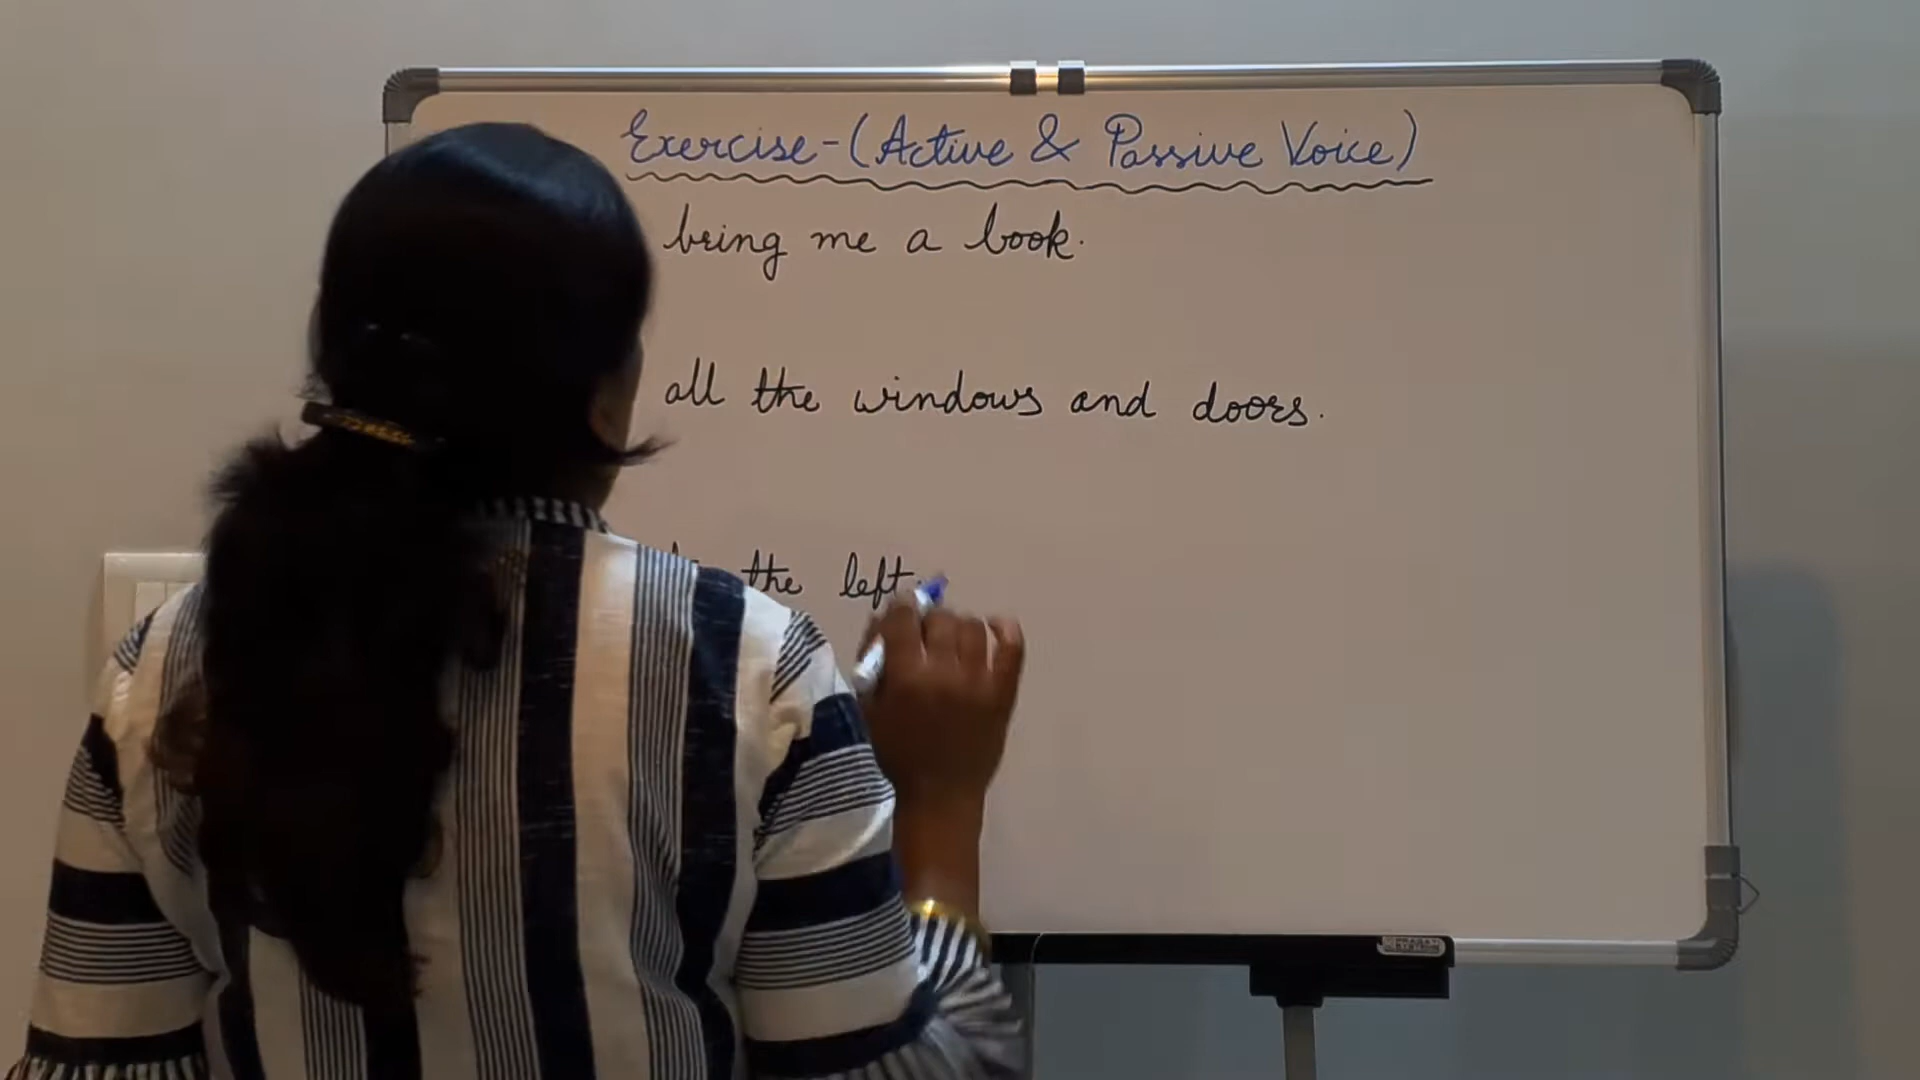 Exercise-(Active & Passive Voice)
bring me a book.
all the windows and doors.
the left.